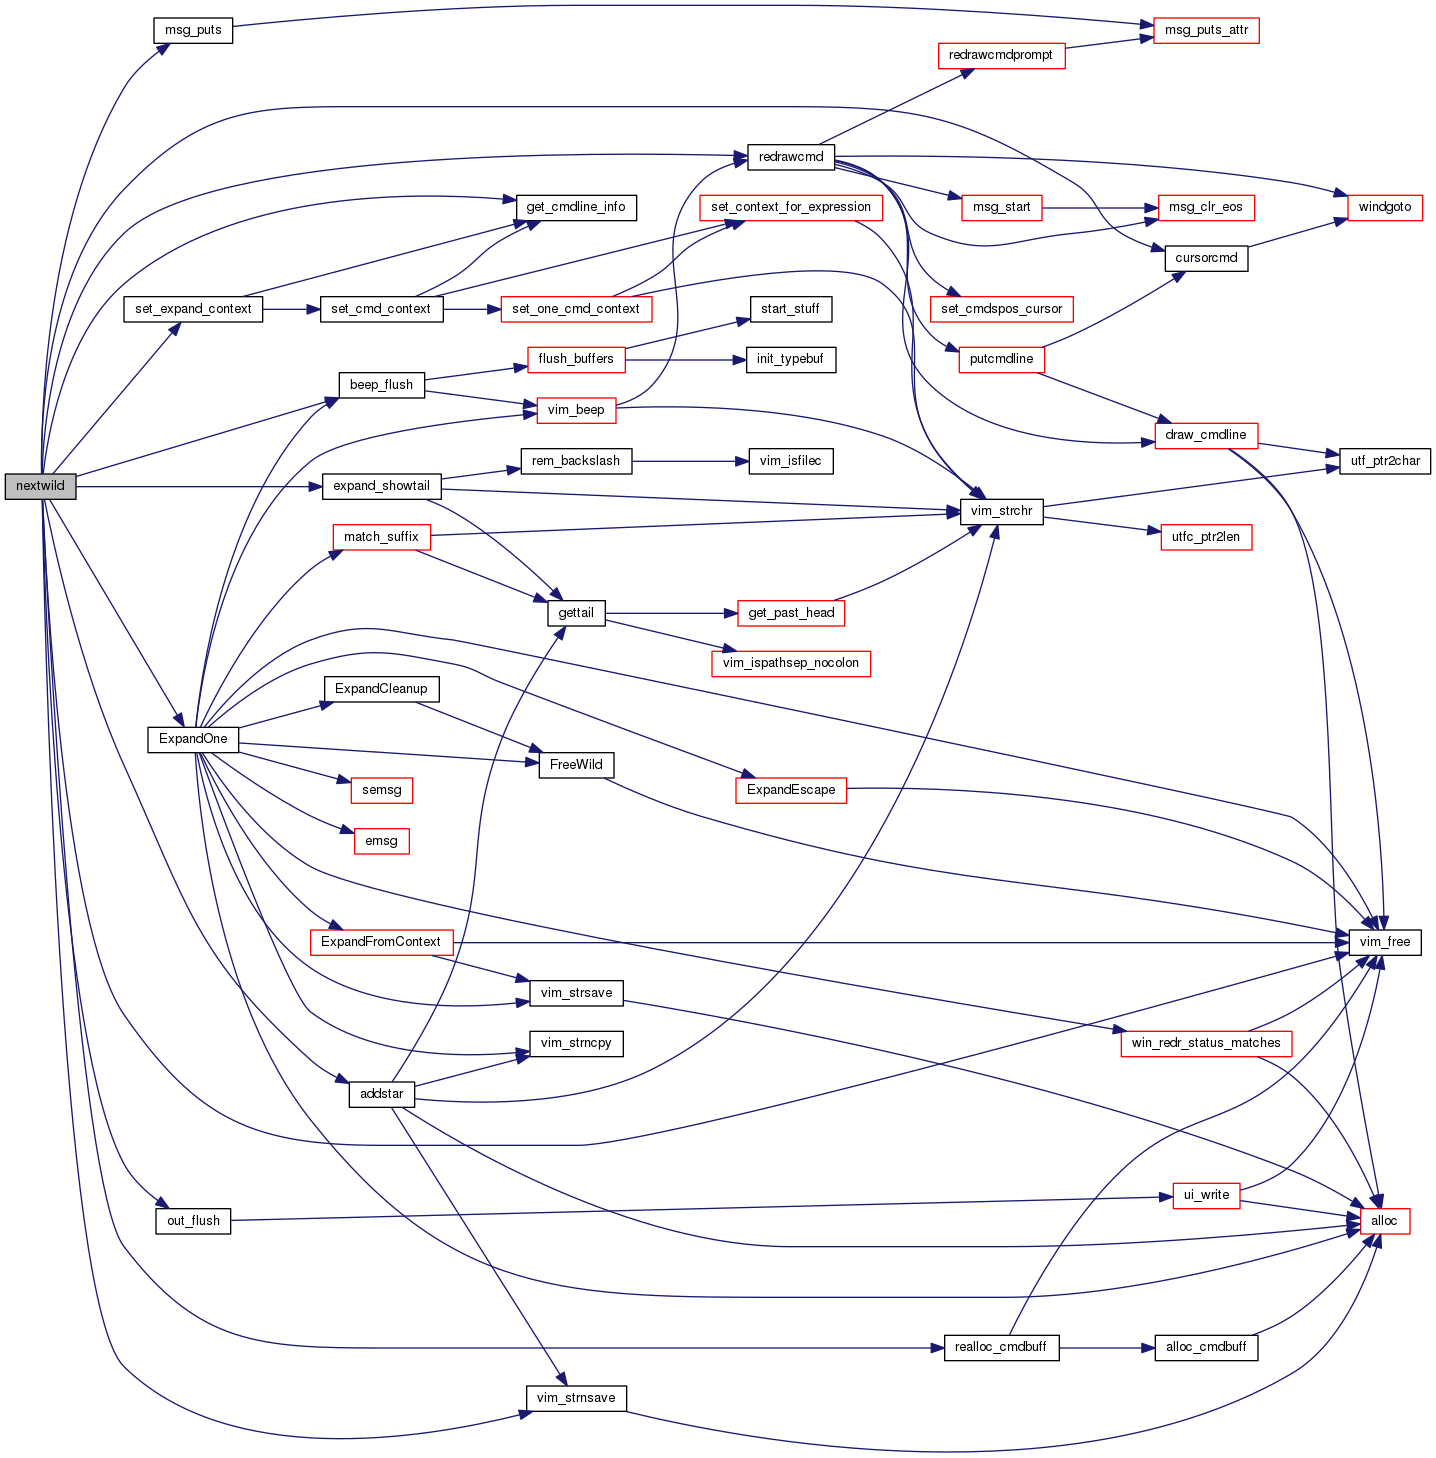 msg_puts
msg_puts_attr
redrawcmdprompt
redrawcmd
get_cmdline_info
set_context_for_expression
msg_start
msg_clr_eos
windgoto
cursorcmd
set_expand_context
set_cmd_context
set_one_cmd_context
start_stuff
set_cmdspos_cursor
flush_buffers
init_typebuf
putcmdline
beep_flush
vim_beep
draw_cmdline
rem_backslash
vim_isfilec
utf_ptr2char
nextwild
expand_showtail
vim_strchr
match_suffix
utfc_ptr2len
gettail
get_past_head
vim_ispathsep_nocolon
ExpandCleanup
ExpandOne
FreeWild
semsg
ExpandEscape
emsg
ExpandFromContext
vim_free
vim_strsave
vim_strncpy
win_redr_status_matches
addstar
ui_write
out_flush
alloc
realloc_cmdbuff
alloc_cmdbuff
vim_strnsave